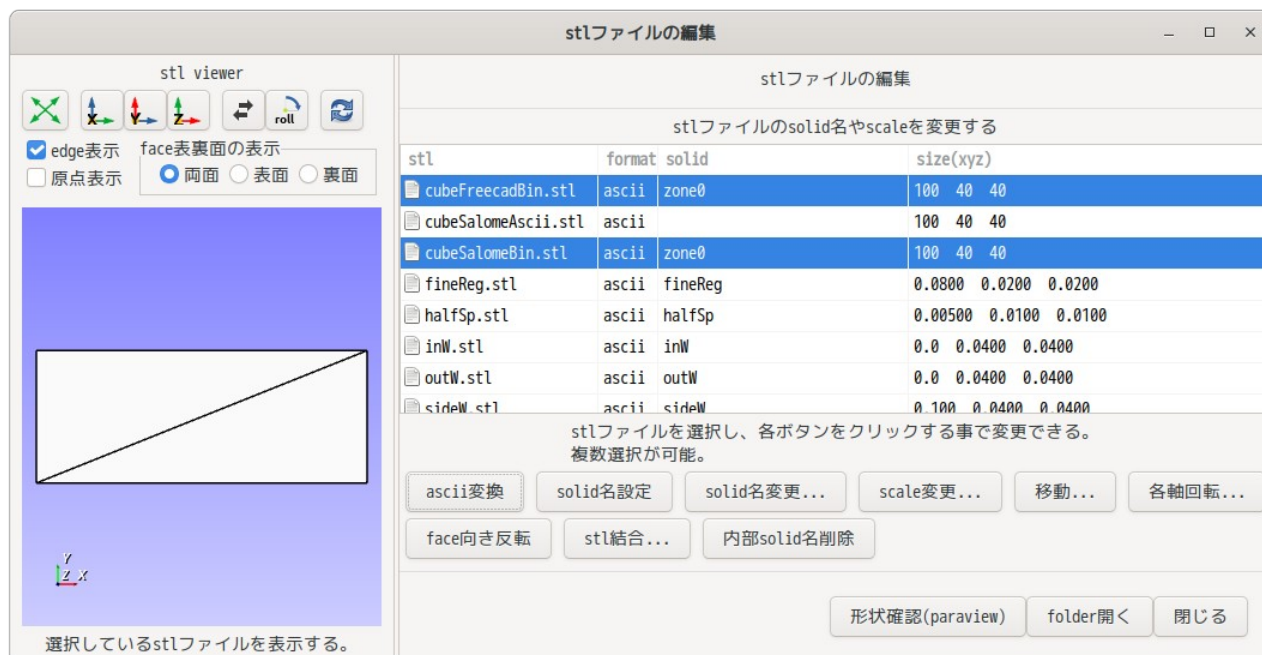 stlファイルの編集
stl viewer
X Y Z roll
edge表示
原点表示
face表裏面の表示
両面 表面 裏面
Y
Z X
選択しているstlファイルを表示する。
stlファイルの編集
stlファイルのsolid名やscaleを変更する
stl format solid size(xyz)
cubeFreecadBin.stl ascii zone0 100 40 40
cubeSalomeAscii.stl ascii 100 40 40
cubeSalomeBin.stl ascii zone0 100 40 40
fineReg.stl ascii fineReg 0.0800 0.0200 0.0200
halfSp.stl ascii halfSp 0.00500 0.0100 0.0100
inW.stl ascii inW 0.0 0.0400 0.0400
outW.stl ascii outW 0.0 0.0400 0.0400
sideW.stl ascii sideW 0.100 0.0400 0.0400
stlファイルを選択し、各ボタンをクリックする事で変更できる。
複数選択が可能。
ascii変換 solid名設定 solid名変更... scale変更... 移動... 各軸回転...
face向き反転 stl結合... 内部solid名削除
形状確認(paraview) folder開く 閉じる